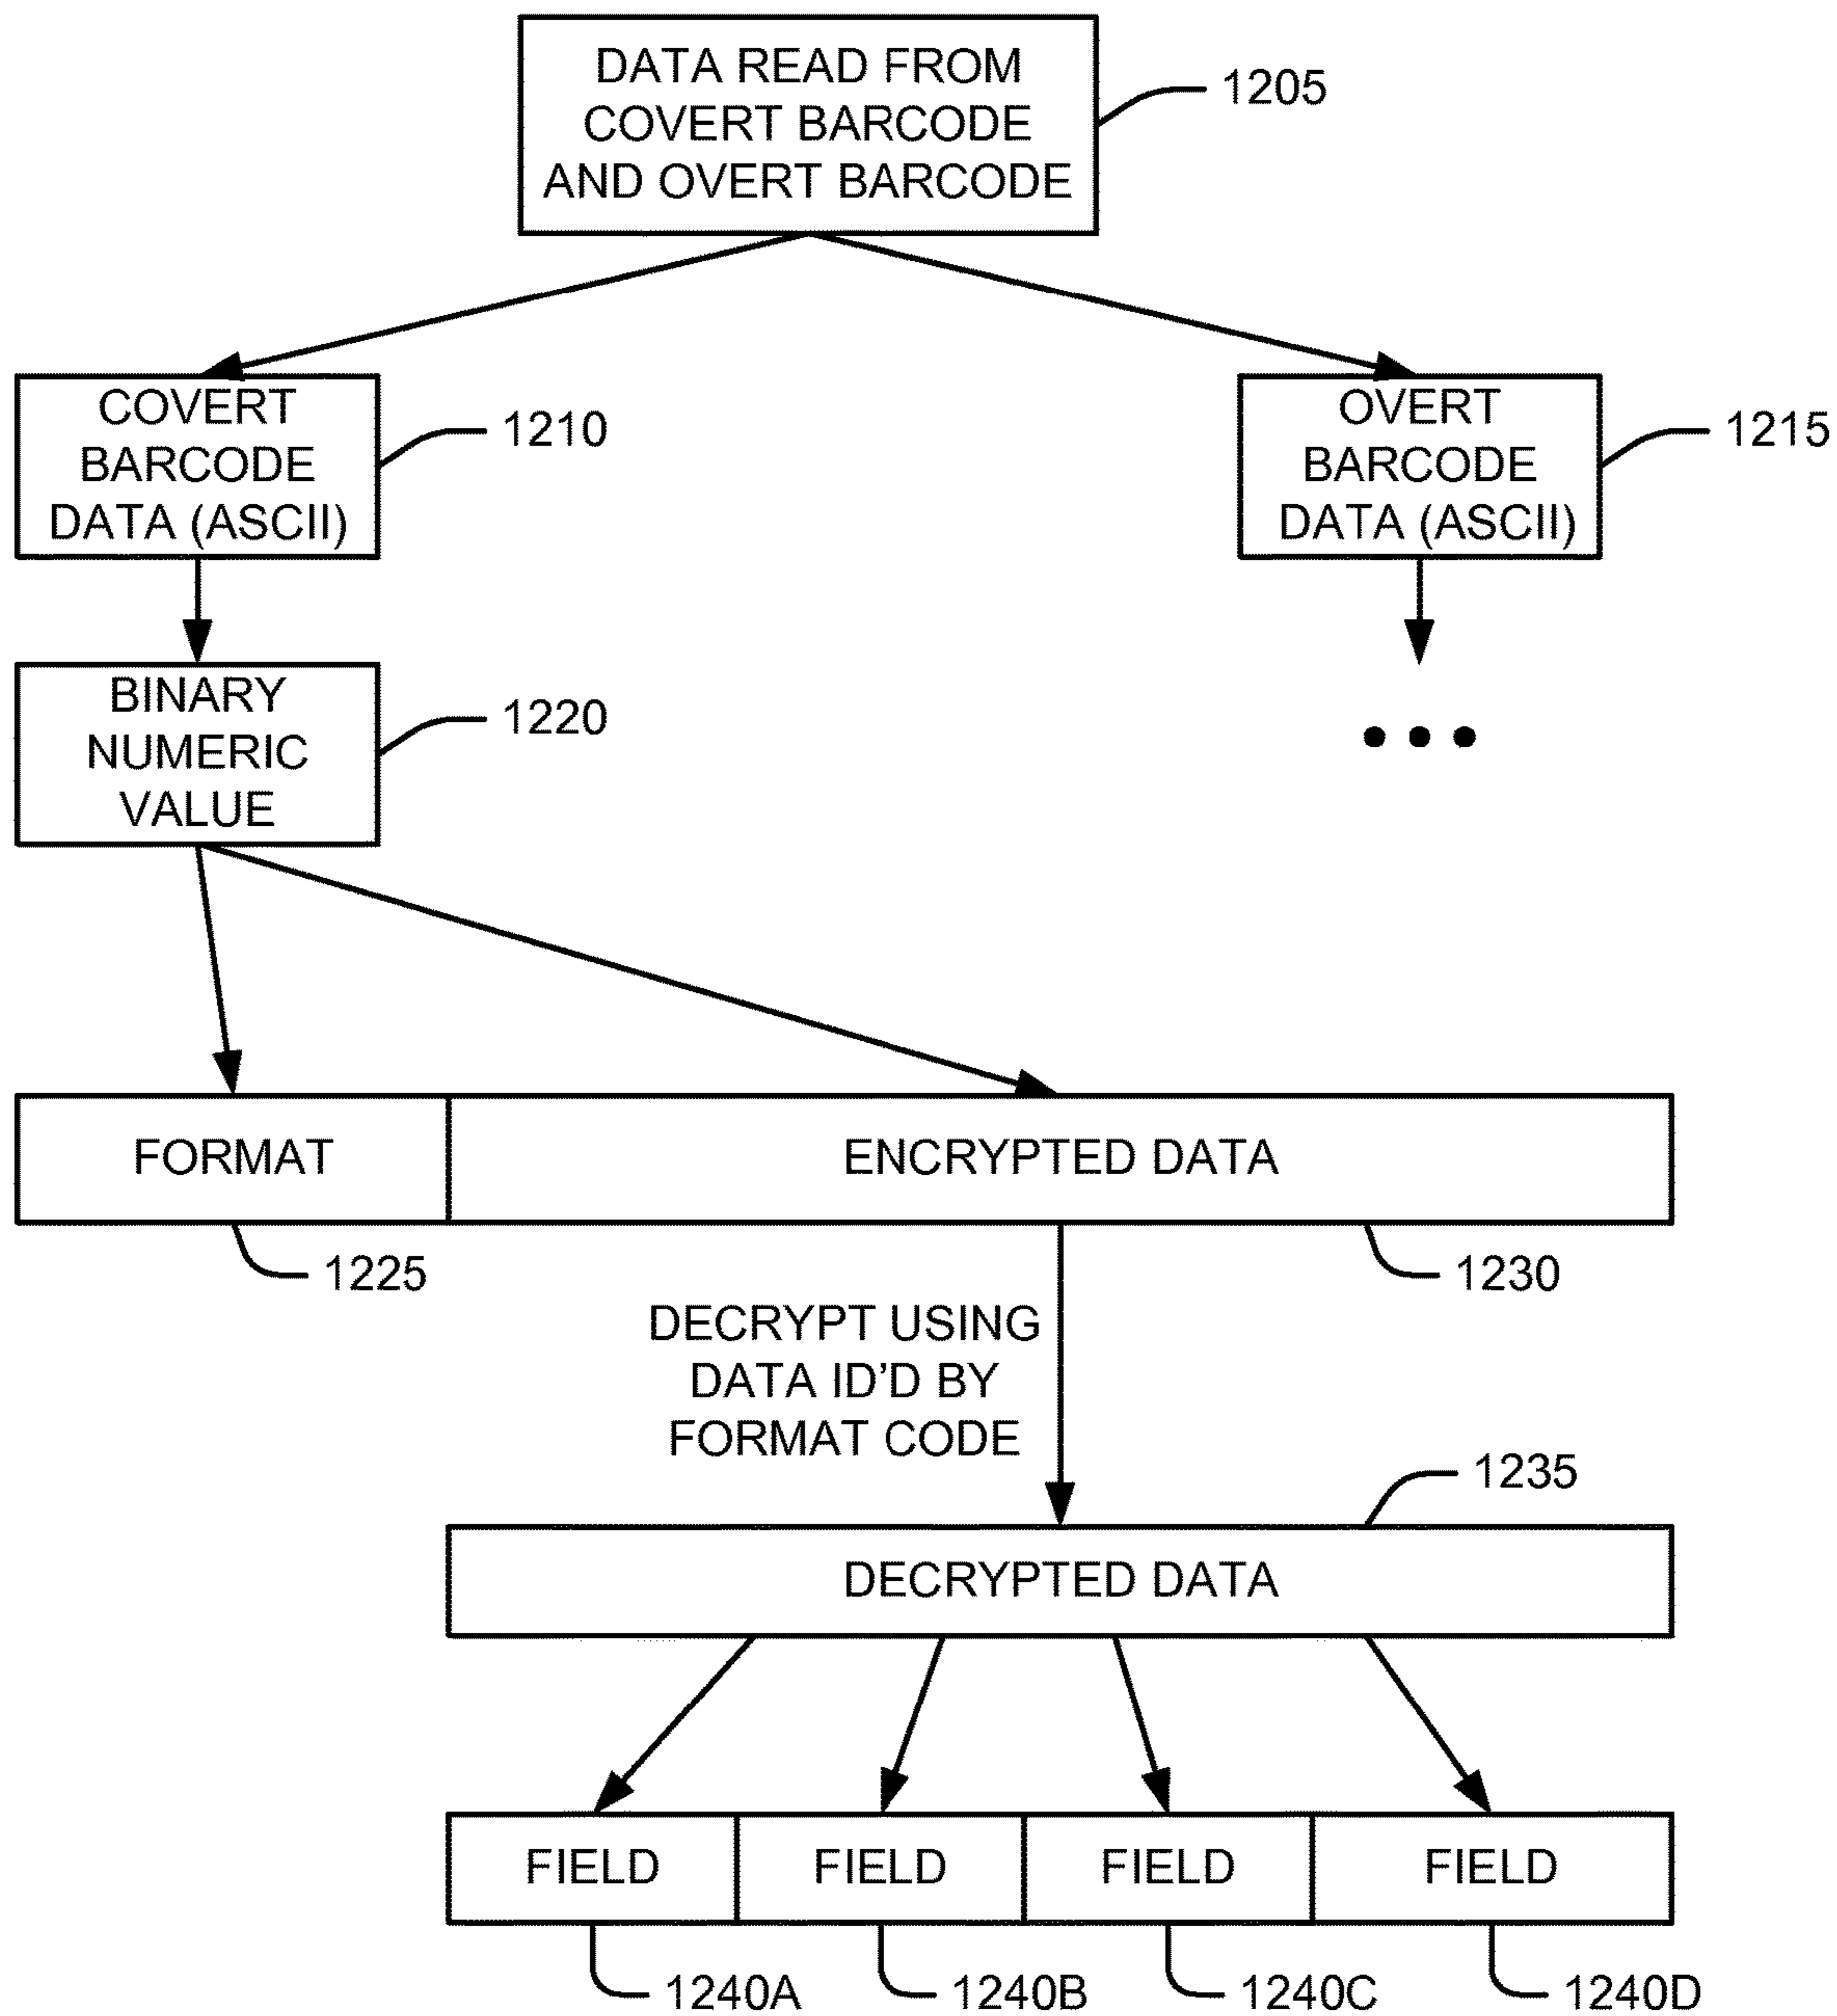 DATA READ FROM
COVERT BARCODE
AND OVERT BARCODE
1205
COVERT
BARCODE
DATA (ASCII)
1210
OVERT
BARCODE
DATA (ASCII)
1215
BINARY
NUMERIC
VALUE
1220
FORMAT
ENCRYPTED DATA
1225
1230
DECRYPT USING
DATA ID'D BY
FORMAT CODE
1235
DECRYPTED DATA
FIELD
FIELD
FIELD
FIELD
1240A
1240B
1240C
1240D